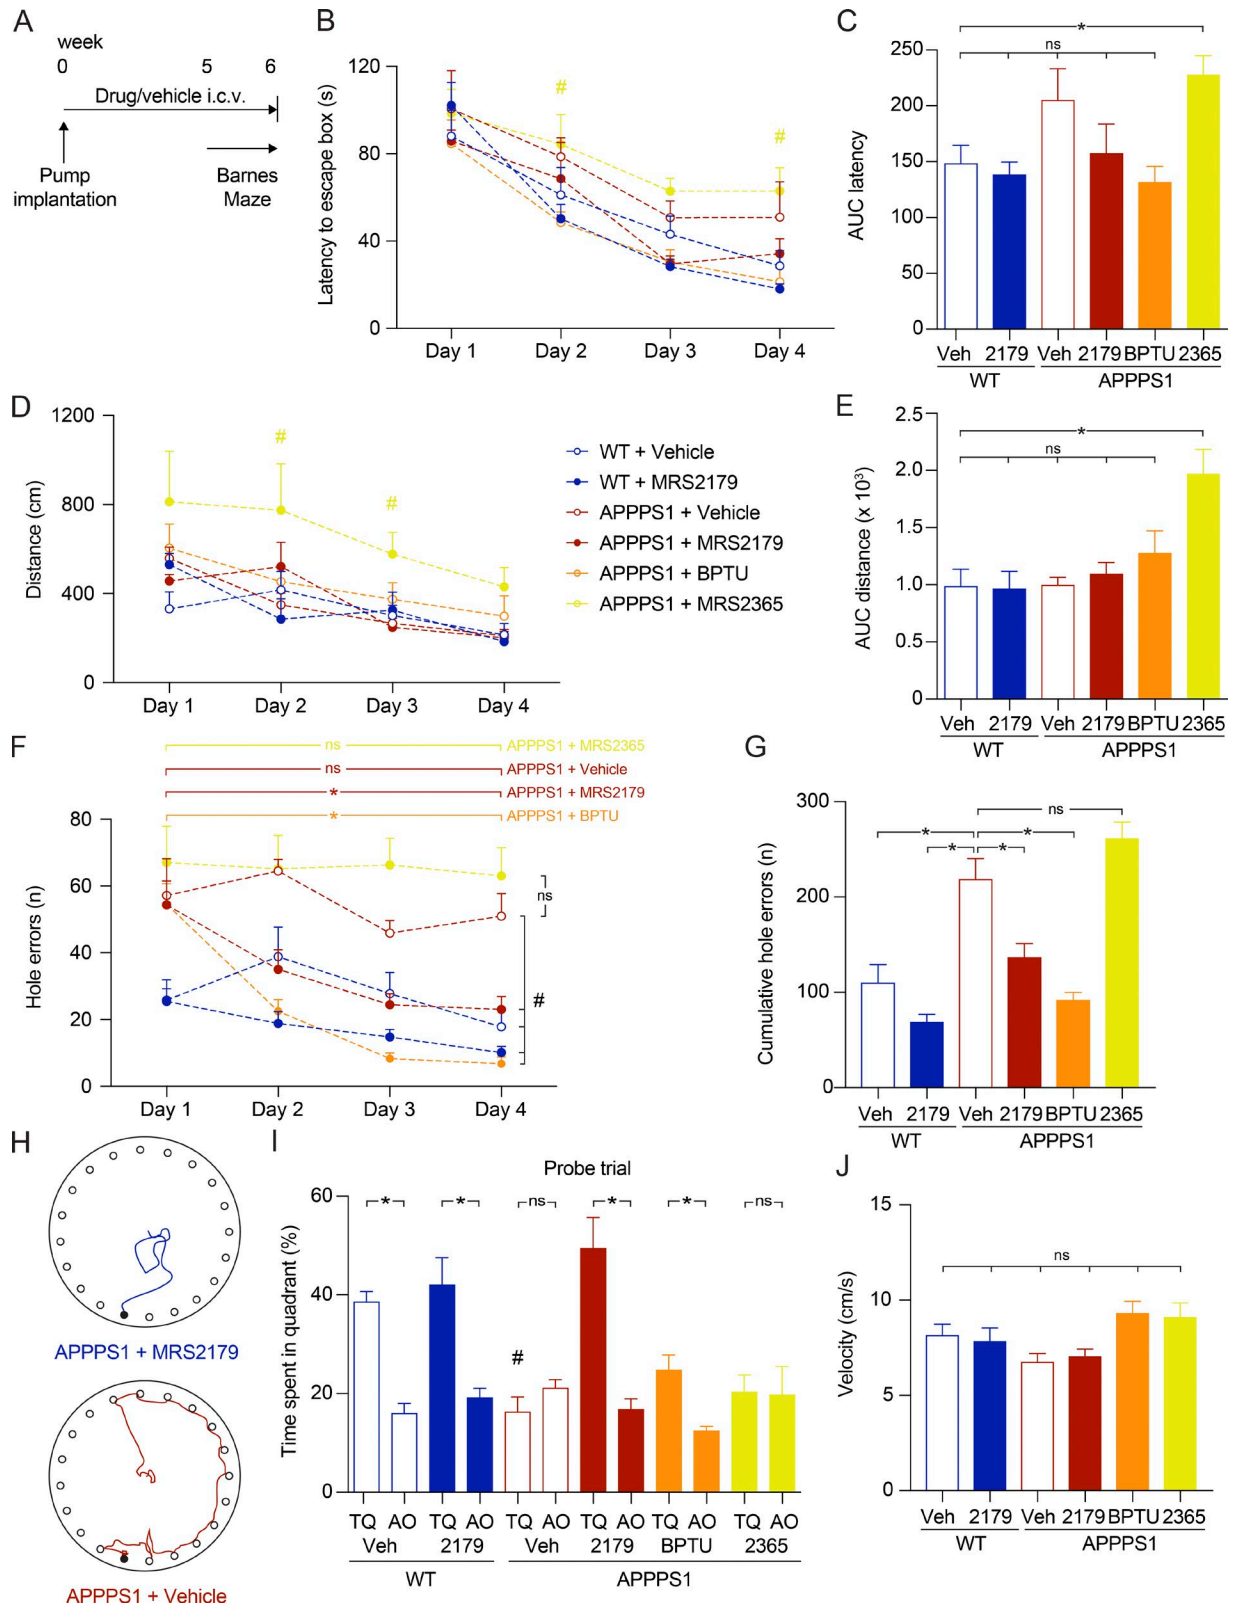 A
week
0 5 6
Drug/vehicle i.c.v.
Pump
implantation
Barnes
Maze
B
Latency to escape box (s)
120
80
40
0
# #
Day 1 Day 2 Day 3 Day 4
C
AUC latency
250
200
150
100
50
0
*
ns
Veh 2179 Veh 2179 BPTU 2365
WT APPPS1
D
Distance (cm)
1200
800
400
0
# #
Day 1 Day 2 Day 3 Day 4
WT + Vehicle
WT + MRS2179
APPPS1 + Vehicle
APPPS1 + MRS2179
APPPS1 + BPTU
APPPS1 + MRS2365
E
AUC distance (x 10³)
2.5
2.0
1.5
1.0
0.5
0
*
ns
Veh 2179 Veh 2179 BPTU 2365
WT APPPS1
F
ns APPPS1 + MRS2365
ns APPPS1 + Vehicle
* APPPS1 + MRS2179
* APPPS1 + BPTU
Hole errors (n)
80
60
40
20
0
ns
#
Day 1 Day 2 Day 3 Day 4
G
Cumulative hole errors (n)
300
200
100
0
ns
* *
* *
Veh 2179 Veh 2179 BPTU 2365
WT APPPS1
H
APPPS1 + MRS2179
APPPS1 + Vehicle
I
Probe trial
Time spent in quadrant (%)
60
40
20
0
* * ns * * ns
#
TQ AO TQ AO TQ AO TQ AO TQ AO TQ AO
Veh 2179 Veh 2179 BPTU 2365
WT APPPS1
J
Velocity (cm/s)
15
10
5
0
ns
Veh 2179 Veh 2179 BPTU 2365
WT APPPS1